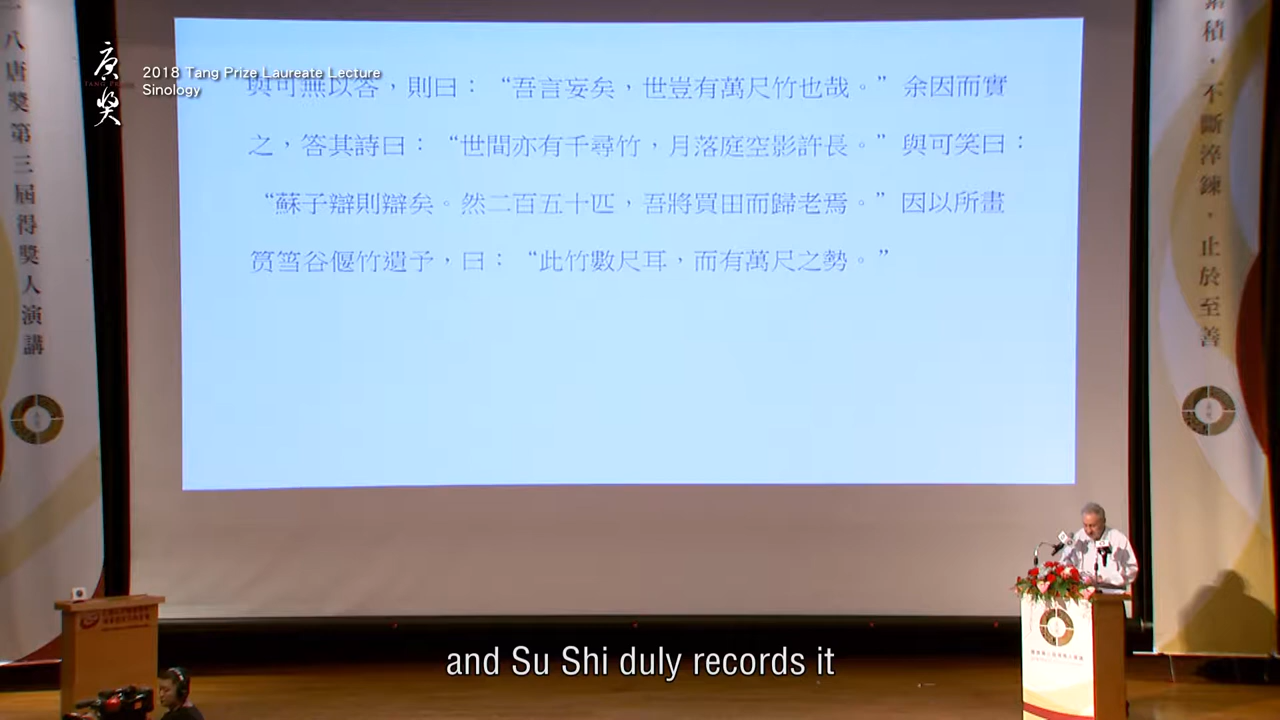 2018 Tang Prize Laureate Lecture
Sinology
唐獎
與可無以答，則曰：“吾言妄矣，世豈有萬尺竹也哉。” 余因而實
之，答其詩曰：“世間亦有千尋竹，月落庭空影許長。”與可笑曰：
“蘇子辯則辯矣。然二百五十匹，吾將買田而歸老焉。”因以所畫
篔簹谷偃竹遺予，曰：“此竹數尺耳，而有萬尺之勢。”
二八唐獎第三屆得獎人演講
積．不斷淬鍊．止於至善
and Su Shi duly records it